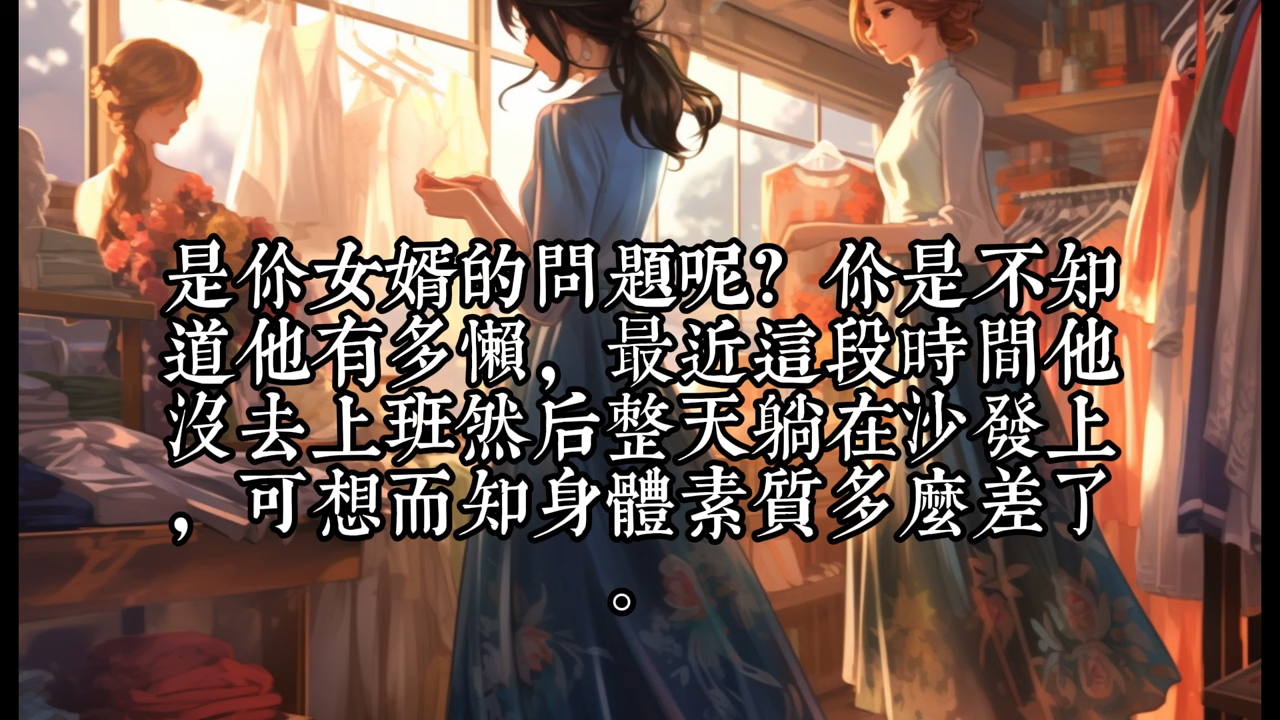 是你女婿的問題呢？你是不知
道他有多懶，最近這段時間他
沒去上班然后整天躺在沙發上
，可想而知身體素質多麼差了
。